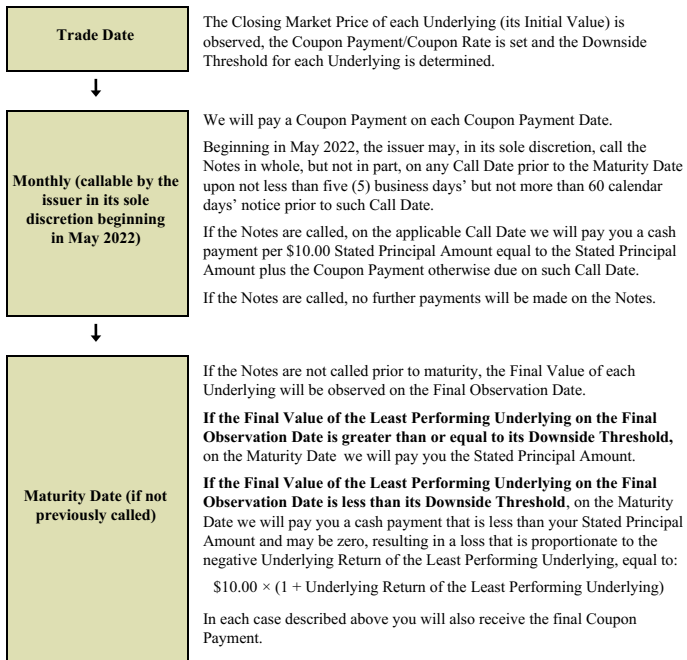 Trade Date
The Closing Market Price of each Underlying (its Initial Value) is
observed, the Coupon Payment/Coupon Rate is set and the Downside
Threshold for each Underlying is determined.
Monthly (callable by the
issuer in its sole
discretion beginning
in May 2022)
We will pay a Coupon Payment on each Coupon Payment Date.
Beginning in May 2022, the issuer may, in its sole discretion, call the
Notes in whole, but not in part, on any Call Date prior to the Maturity Date
upon not less than five (5) business days’ but not more than 60 calendar
days’ notice prior to such Call Date.
If the Notes are called, on the applicable Call Date we will pay you a cash
payment per $10.00 Stated Principal Amount equal to the Stated Principal
Amount plus the Coupon Payment otherwise due on such Call Date.
If the Notes are called, no further payments will be made on the Notes.
Maturity Date (if not
previously called)
If the Notes are not called prior to maturity, the Final Value of each
Underlying will be observed on the Final Observation Date.
If the Final Value of the Least Performing Underlying on the Final
Observation Date is greater than or equal to its Downside Threshold,
on the Maturity Date we will pay you the Stated Principal Amount.
If the Final Value of the Least Performing Underlying on the Final
Observation Date is less than its Downside Threshold, on the Maturity
Date we will pay you a cash payment that is less than your Stated Principal
Amount and may be zero, resulting in a loss that is proportionate to the
negative Underlying Return of the Least Performing Underlying, equal to:
$10.00 × (1 + Underlying Return of the Least Performing Underlying)
In each case described above you will also receive the final Coupon
Payment.